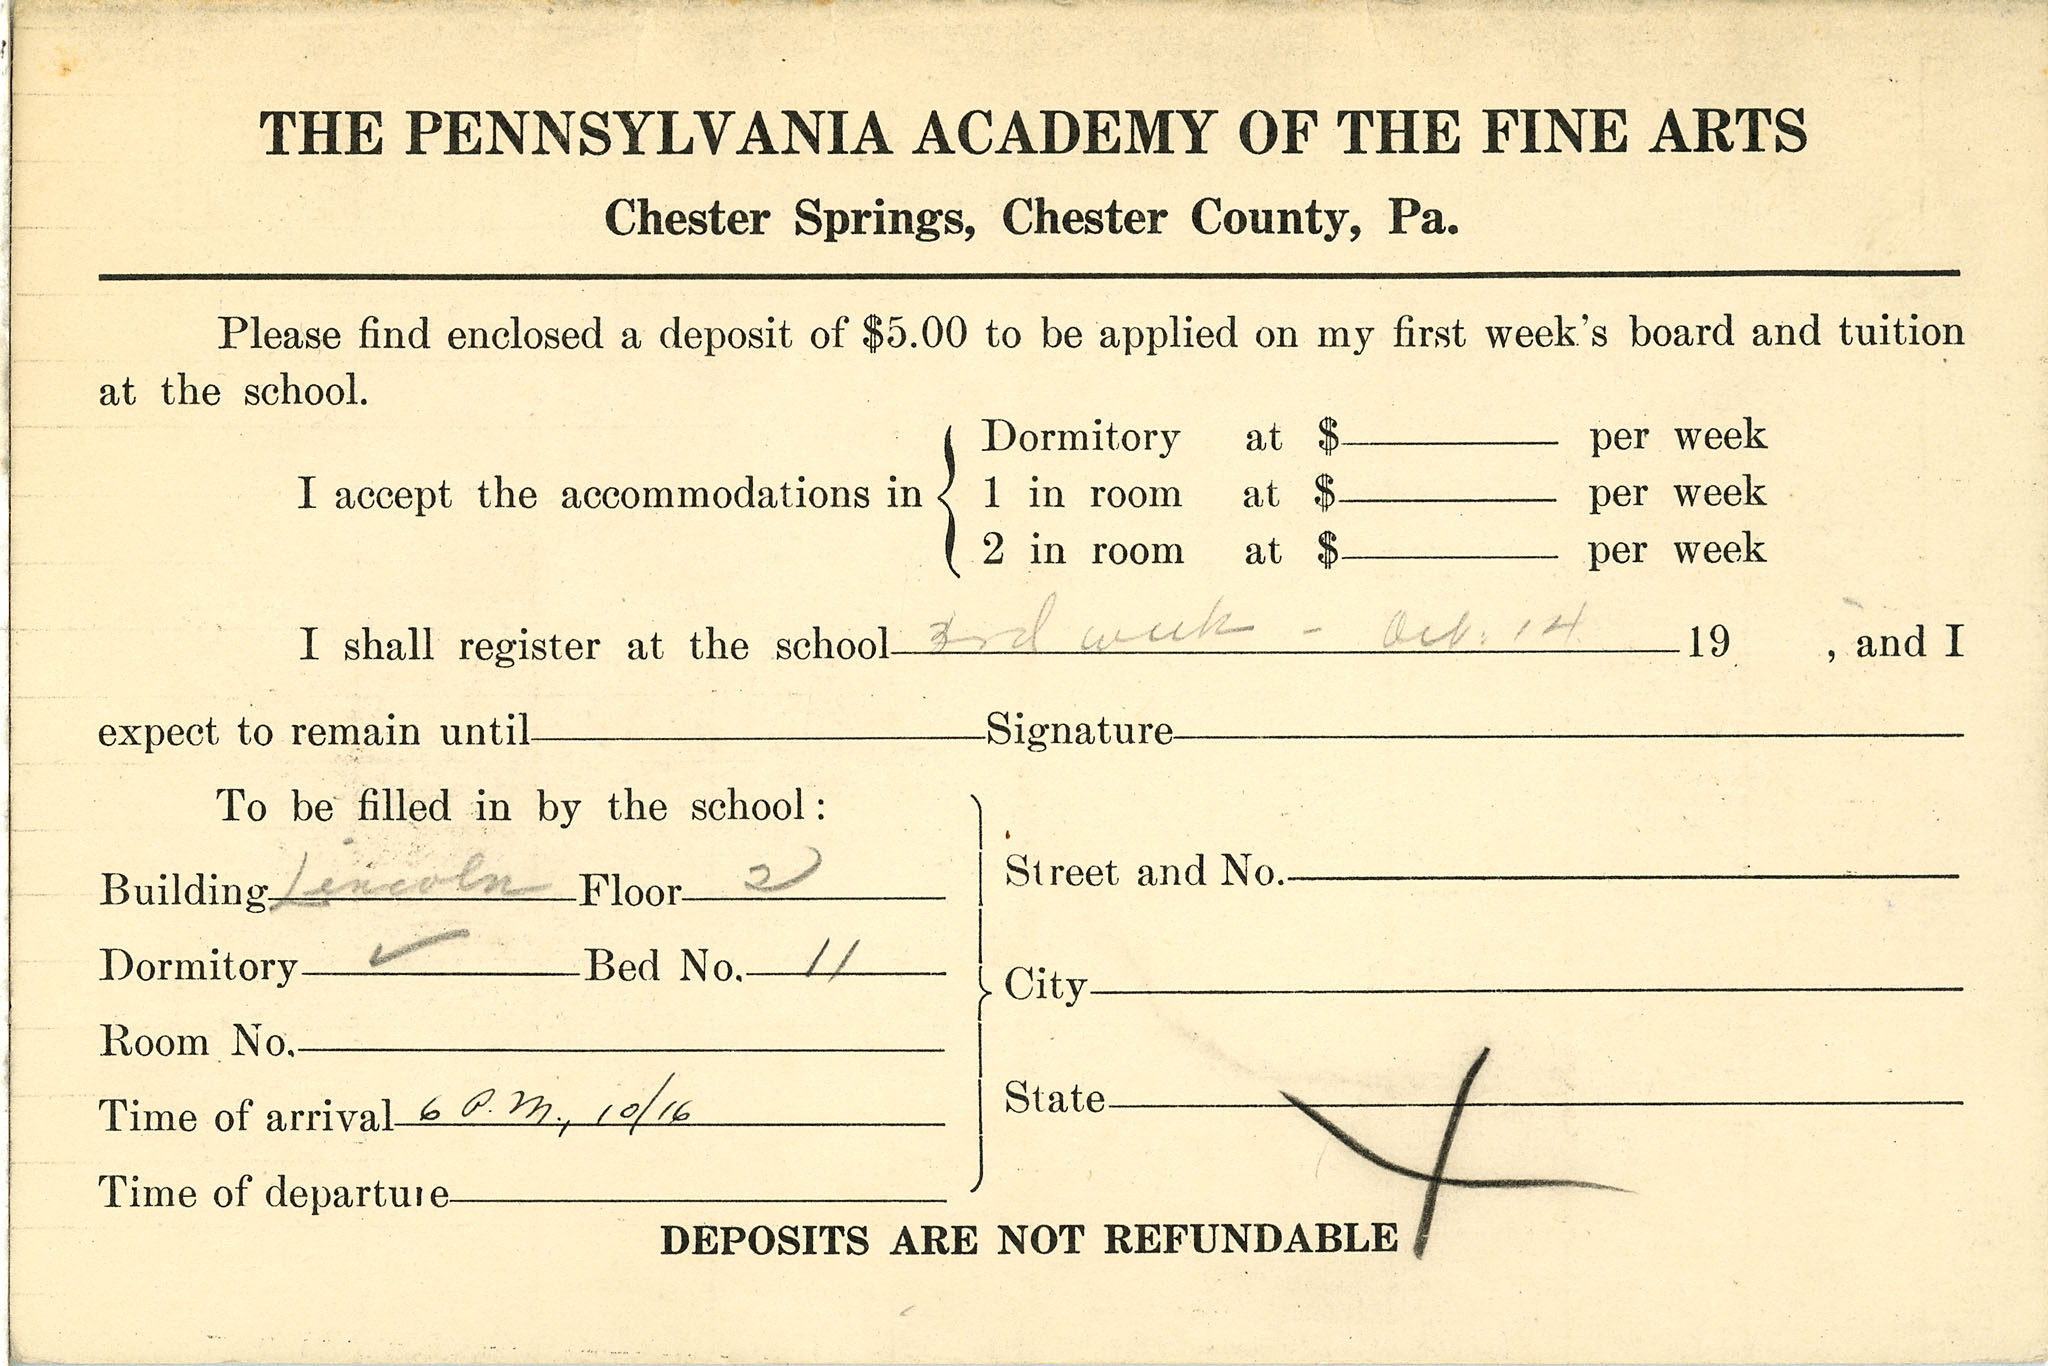 THE PENNSYLVANIA ACADEMY OF THE FINE ARTS
Chester Springs, Chester County, Pa.
Please find enclosed a deposit of $5.00 to be applied on my first week's board and tuition
at the school.
I accept the accommodations in
Dormitory at $ per week
1 in room at $ per week
2 in room at $ per week
I shall register at the school 3rd week - Oct. 14 19 , and I
expect to remain until Signature
To be filled in by the school:
Building Lincoln Floor 2
Dormitory ✓ Bed No. 11
Room No.
Time of arrival 6 P.M., 10/16
Time of departure
Street and No.
City
State
DEPOSITS ARE NOT REFUNDABLE